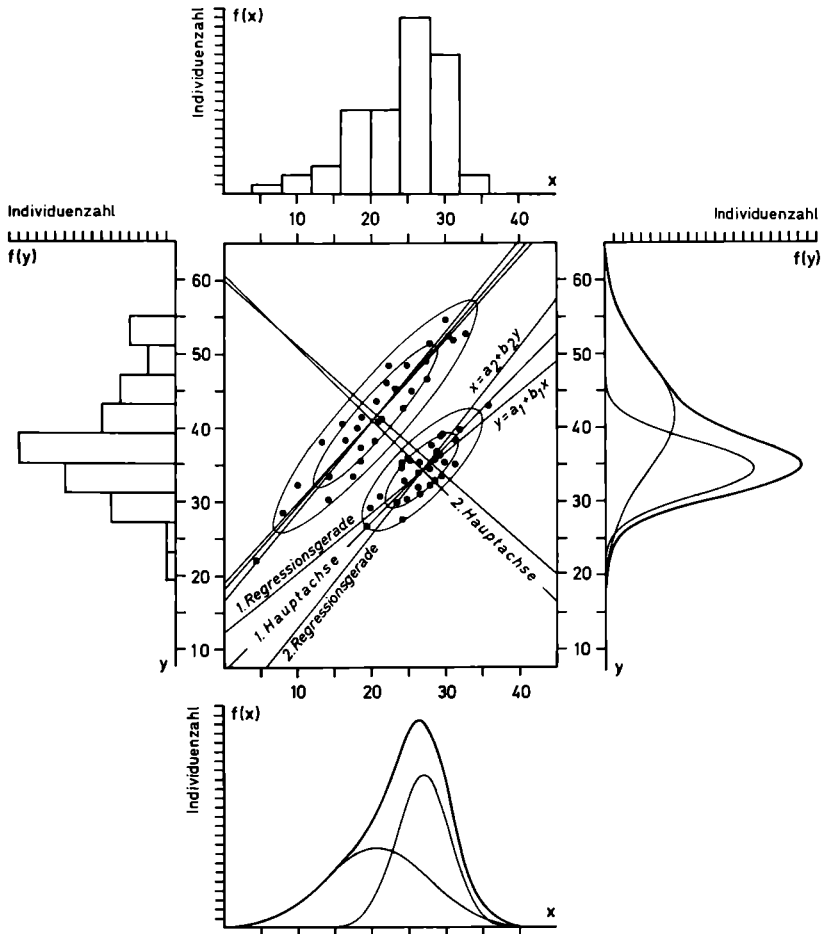 f(x)
Individuenzahl
x
10 20 30 40
Individuenzahl
f(y)
60
50
40
30
20
10
y
x=a2+b2y
y=a1+b1x
1.Regressionsgerade
1.Hauptachse
2.Regressionsgerade
2.Hauptachse
10 20 30 40
Individuenzahl
f(y)
60
50
40
30
20
10
y
f(x)
Individuenzahl
x